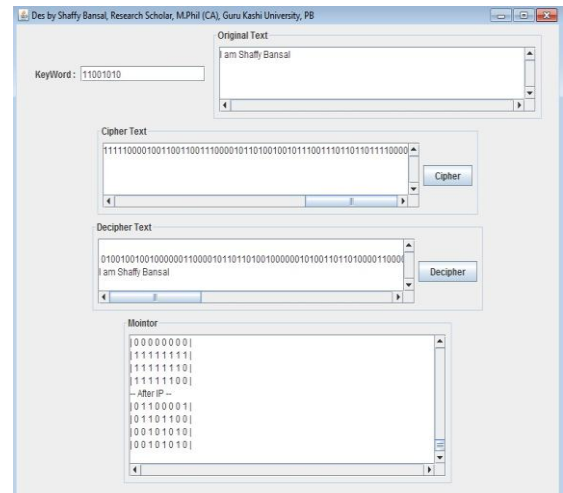 Des by Shaffy Bansal, Research Scholar, M.Phil (CA), Guru Kashi University, PB
Original Text
I am Shaffy Bansal
KeyWord : 11001010
Cipher Text
11111000010011001100111000010110100100101110011101101101111 0000
Cipher
Decipher Text
0100100100100000011000010110110100100000010100110110100001100
I am Shaffy Bansal
Decipher
Mointor
|0 0 0 0 0 0 0 0|
|1 1 1 1 1 1 1 1|
|1 1 1 1 1 1 1 0|
|1 1 1 1 1 1 0 0|
-- After IP --
|0 1 1 0 0 0 0 1|
|0 1 1 0 1 1 0 0|
|0 0 1 0 1 0 1 0|
|0 0 1 0 1 0 1 0|